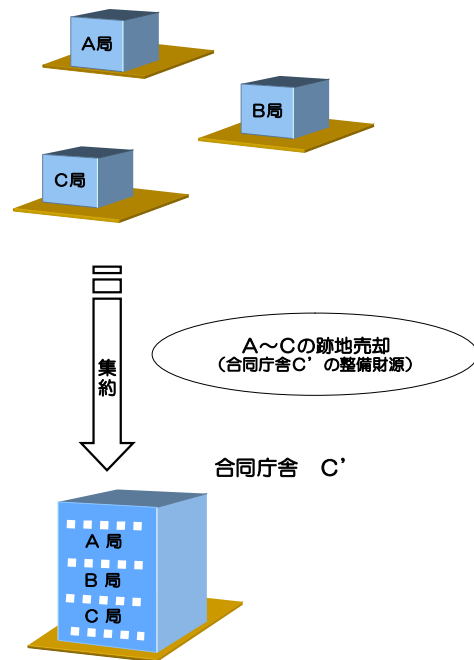 A局
B局
C局
集約
A～Cの跡地売却
（合同庁舎C’の整備財源）
合同庁舎　C’
A 局
B 局
C 局